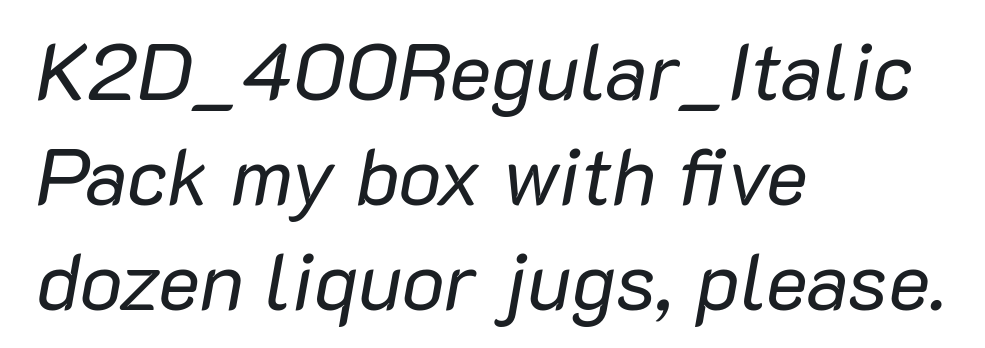 K2D_400Regular_Italic
Pack my box with five
dozen liquor jugs, please.